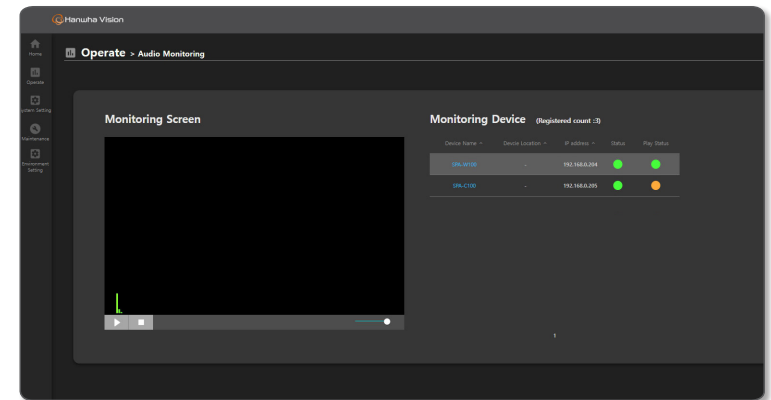 Hanwha Vision
Home
Operate > Audio Monitoring
Operate
System Setting
Maintenance
Environment
Setting
Monitoring Screen
Monitoring Device (Registered count :3)
Device Name Device Location IP address Status Play Status
SPA-W100 - 192.168.0.204
SPA-C100 - 192.168.0.205
1